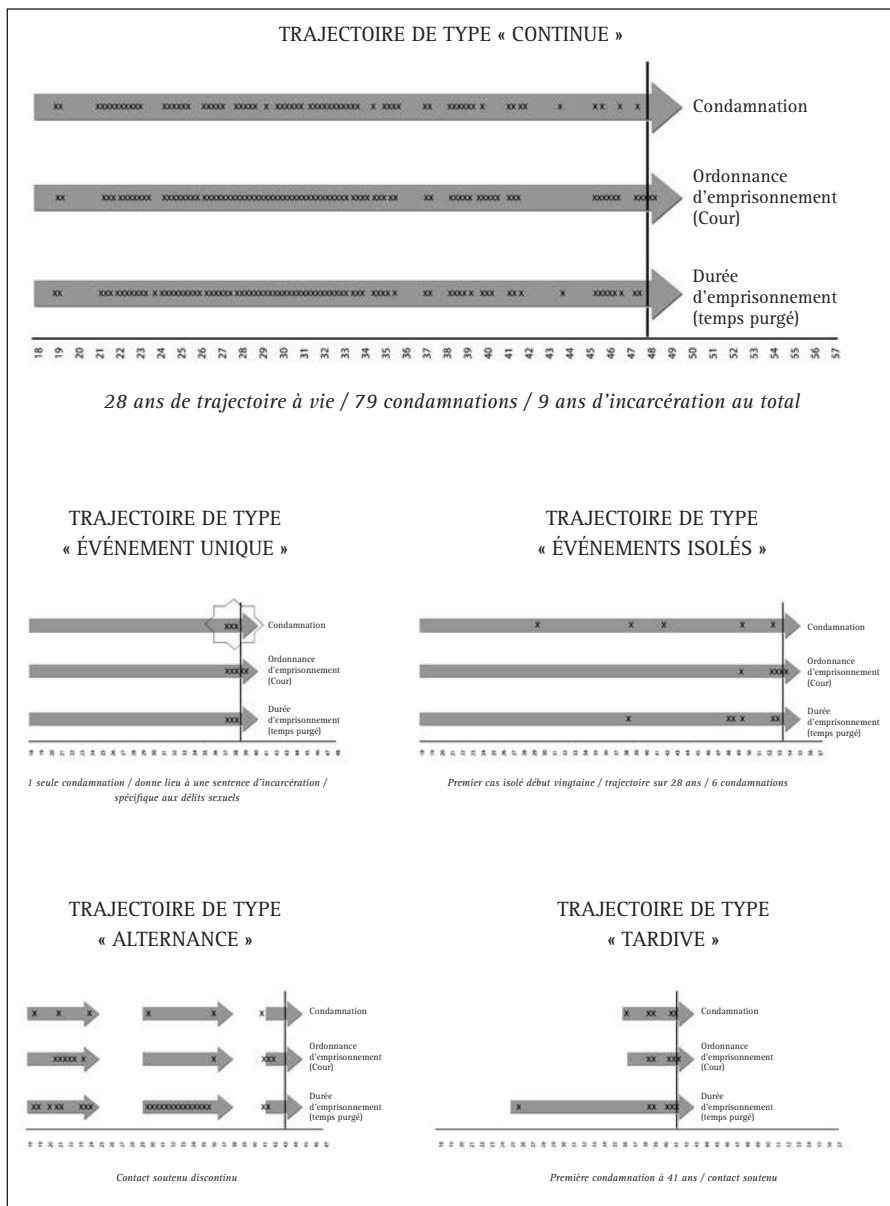 TRAJECTOIRE DE TYPE « CONTINUE »
Condamnation
Ordonnance
d'emprisonnement
(Cour)
Durée
d'emprisonnement
(temps purgé)
18 19 20 21 22 23 24 25 26 27 28 29 30 31 32 33 34 35 36 37 38 39 40 41 42 43 44 45 46 47 48 49 50 51 52 53 54 55 56 57
28 ans de trajectoire à vie / 79 condamnations / 9 ans d'incarcération au total
TRAJECTOIRE DE TYPE
« ÉVÉNEMENT UNIQUE »
Condamnation
Ordonnance
d'emprisonnement
(Cour)
Durée
d'emprisonnement
(temps purgé)
1 seule condamnation / donne lieu à une sentence d'incarcération /
spécifique aux délits sexuels
TRAJECTOIRE DE TYPE
« ÉVÉNEMENTS ISOLÉS »
Condamnation
Ordonnance
d'emprisonnement
(Cour)
Durée
d'emprisonnement
(temps purgé)
Premier cas isolé début vingtaine / trajectoire sur 28 ans / 6 condamnations
TRAJECTOIRE DE TYPE
« ALTERNANCE »
Condamnation
Ordonnance
d'emprisonnement
(Cour)
Durée
d'emprisonnement
(temps purgé)
Contact soutenu discontinu
TRAJECTOIRE DE TYPE
« TARDIVE »
Condamnation
Ordonnance
d'emprisonnement
(Cour)
Durée
d'emprisonnement
(temps purgé)
Première condamnation à 41 ans / contact soutenu